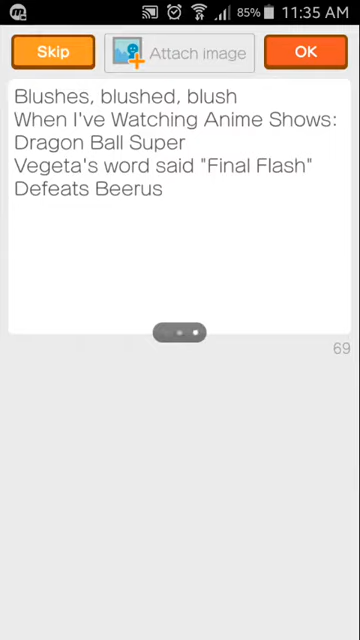 85% 11:35 AM
Skip
Attach image
OK
Blushes, blushed, blush
When I've Watching Anime Shows:
Dragon Ball Super
Vegeta's word said "Final Flash"
Defeats Beerus
69